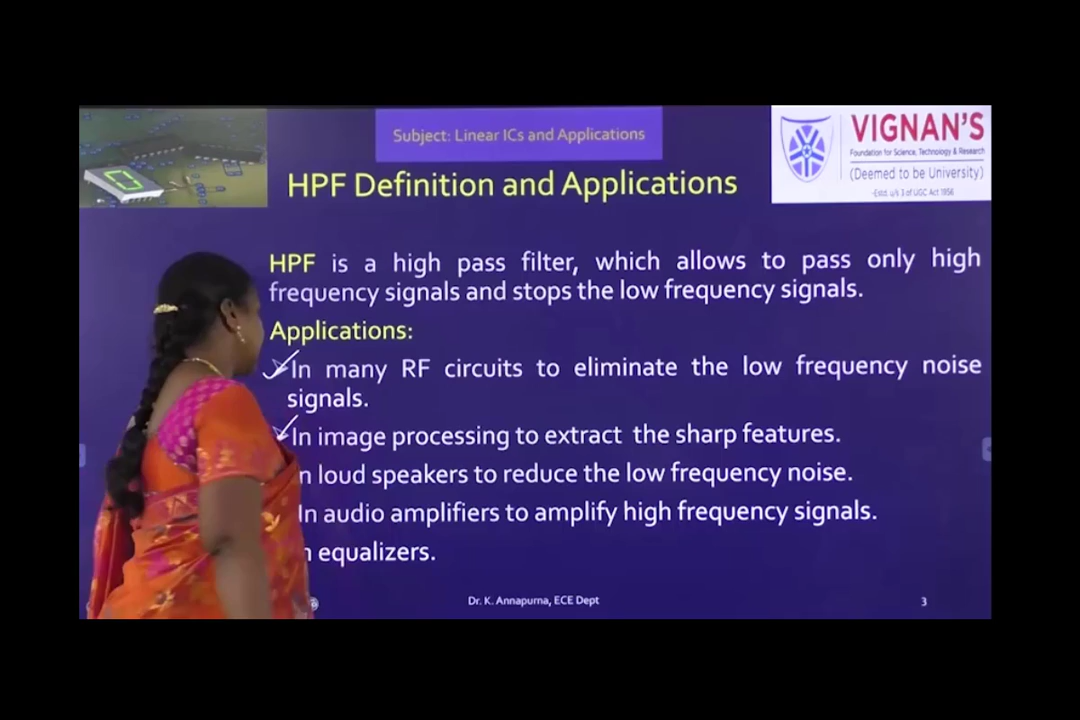 Subject: Linear ICs and Applications
VIGNAN'S
Foundation for Science, Technology & Research
(Deemed to be University)
-Estd. u/s 3 of UGC Act 1956
HPF Definition and Applications
HPF is a high pass filter, which allows to pass only high
frequency signals and stops the low frequency signals.
Applications:
In many RF circuits to eliminate the low frequency noise
signals.
In image processing to extract the sharp features.
n loud speakers to reduce the low frequency noise.
In audio amplifiers to amplify high frequency signals.
n equalizers.
Dr. K. Annapurna, ECE Dept
3